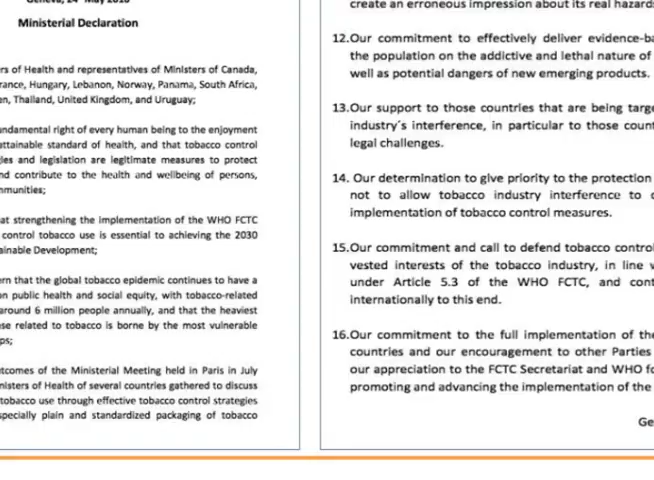 Geneva, 24th May 2016
Ministerial Declaration
rs of Health and representatives of Ministers of Canada,
rance, Hungary, Lebanon, Norway, Panama, South Africa,
en, Thailand, United Kingdom, and Uruguay;
undamental right of every human being to the enjoyment
ttainable standard of health, and that tobacco control
ies and legislation are legitimate measures to protect
nd contribute to the health and wellbeing of persons,
mmunities;
at strengthening the implementation of the WHO FCTC
control tobacco use is essential to achieving the 2030
ainable Development;
ern that the global tobacco epidemic continues to have a
on public health and social equity, with tobacco-related
around 6 million people annually, and that the heaviest
se related to tobacco is borne by the most vulnerable
ps;
utcomes of the Ministerial Meeting held in Paris in July
nisters of Health of several countries gathered to discuss
tobacco use through effective tobacco control strategies
specially plain and standardized packaging of tobacco
create an erroneous impression about its real hazards
12.Our commitment to effectively deliver evidence-ba
the population on the addictive and lethal nature of
well as potential dangers of new emerging products.
13.Our support to those countries that are being targe
industry´s interference, in particular to those coun
legal challenges.
14. Our determination to give priority to the protection
not to allow tobacco industry interference to
implementation of tobacco control measures.
15.Our commitment and call to defend tobacco control
vested interests of the tobacco industry, in line w
under Article 5.3 of the WHO FCTC, and cont
internationally to this end.
16.Our commitment to the full implementation of the
countries and our encouragement to other Parties
our appreciation to the FCTC Secretariat and WHO fo
promoting and advancing the implementation of the
Ge